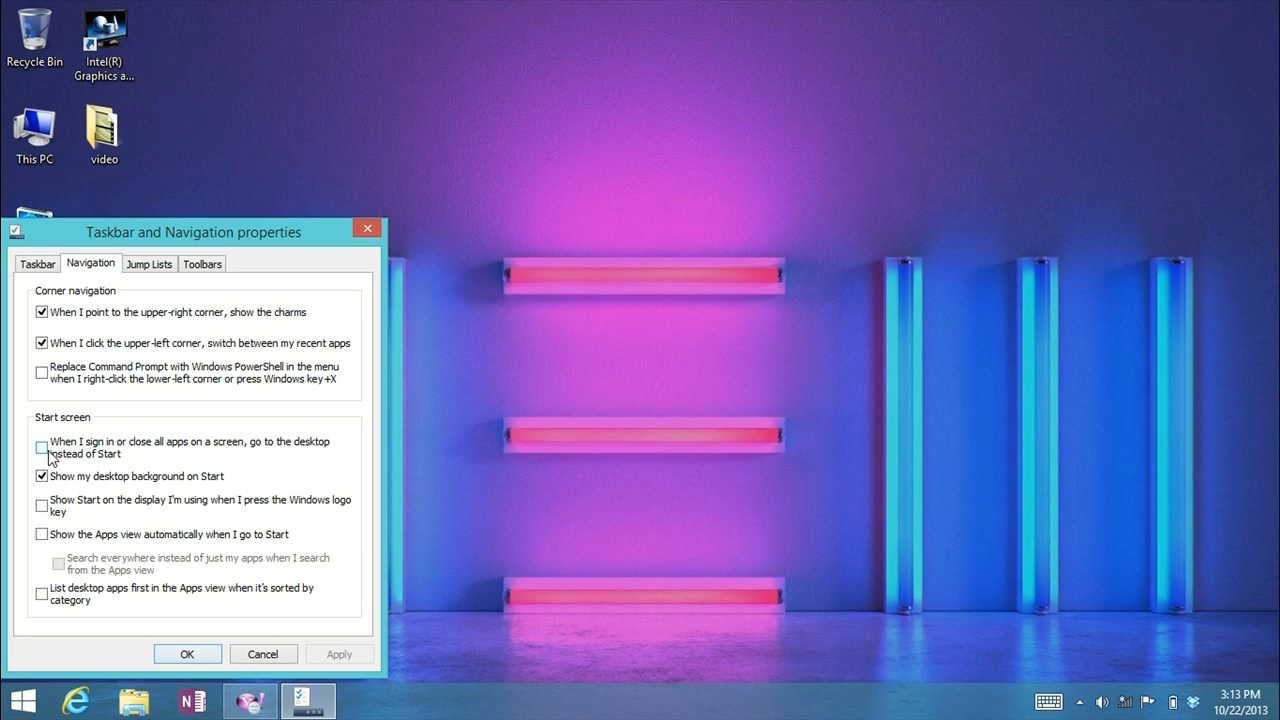 Recycle Bin
Intel(R)
Graphics a...
This PC
video
Taskbar and Navigation properties
Taskbar
Navigation
Jump Lists
Toolbars
Corner navigation
When I point to the upper-right corner, show the charms
When I click the upper-left corner, switch between my recent apps
Replace Command Prompt with Windows PowerShell in the menu
when I right-click the lower-left corner or press Windows key+X
Start screen
When I sign in or close all apps on a screen, go to the desktop
instead of Start
Show my desktop background on Start
Show Start on the display I'm using when I press the Windows logo
key
Show the Apps view automatically when I go to Start
Search everywhere instead of just my apps when I search
from the Apps view
List desktop apps first in the Apps view when it's sorted by
category
OK
Cancel
Apply
N
3:13 PM
10/22/2013